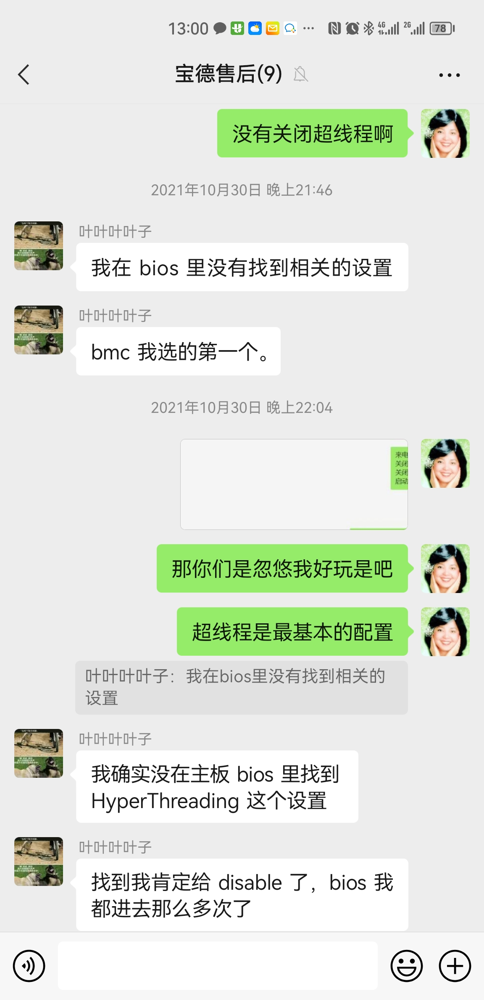 13:00
4G
2G
78
宝德售后(9)
没有关闭超线程啊
2021年10月30日 晚上21:46
叶叶叶叶子
我在 bios 里没有找到相关的设置
叶叶叶叶子
bmc 我选的第一个。
2021年10月30日 晚上22:04
来电
关闭
关闭
启动
那你们是忽悠我好玩是吧
超线程是最基本的配置
叶叶叶叶子：我在bios里没有找到相关的
设置
叶叶叶叶子
我确实没在主板 bios 里找到
HyperThreading 这个设置
叶叶叶叶子
找到我肯定给 disable 了，bios 我
都进去那么多次了